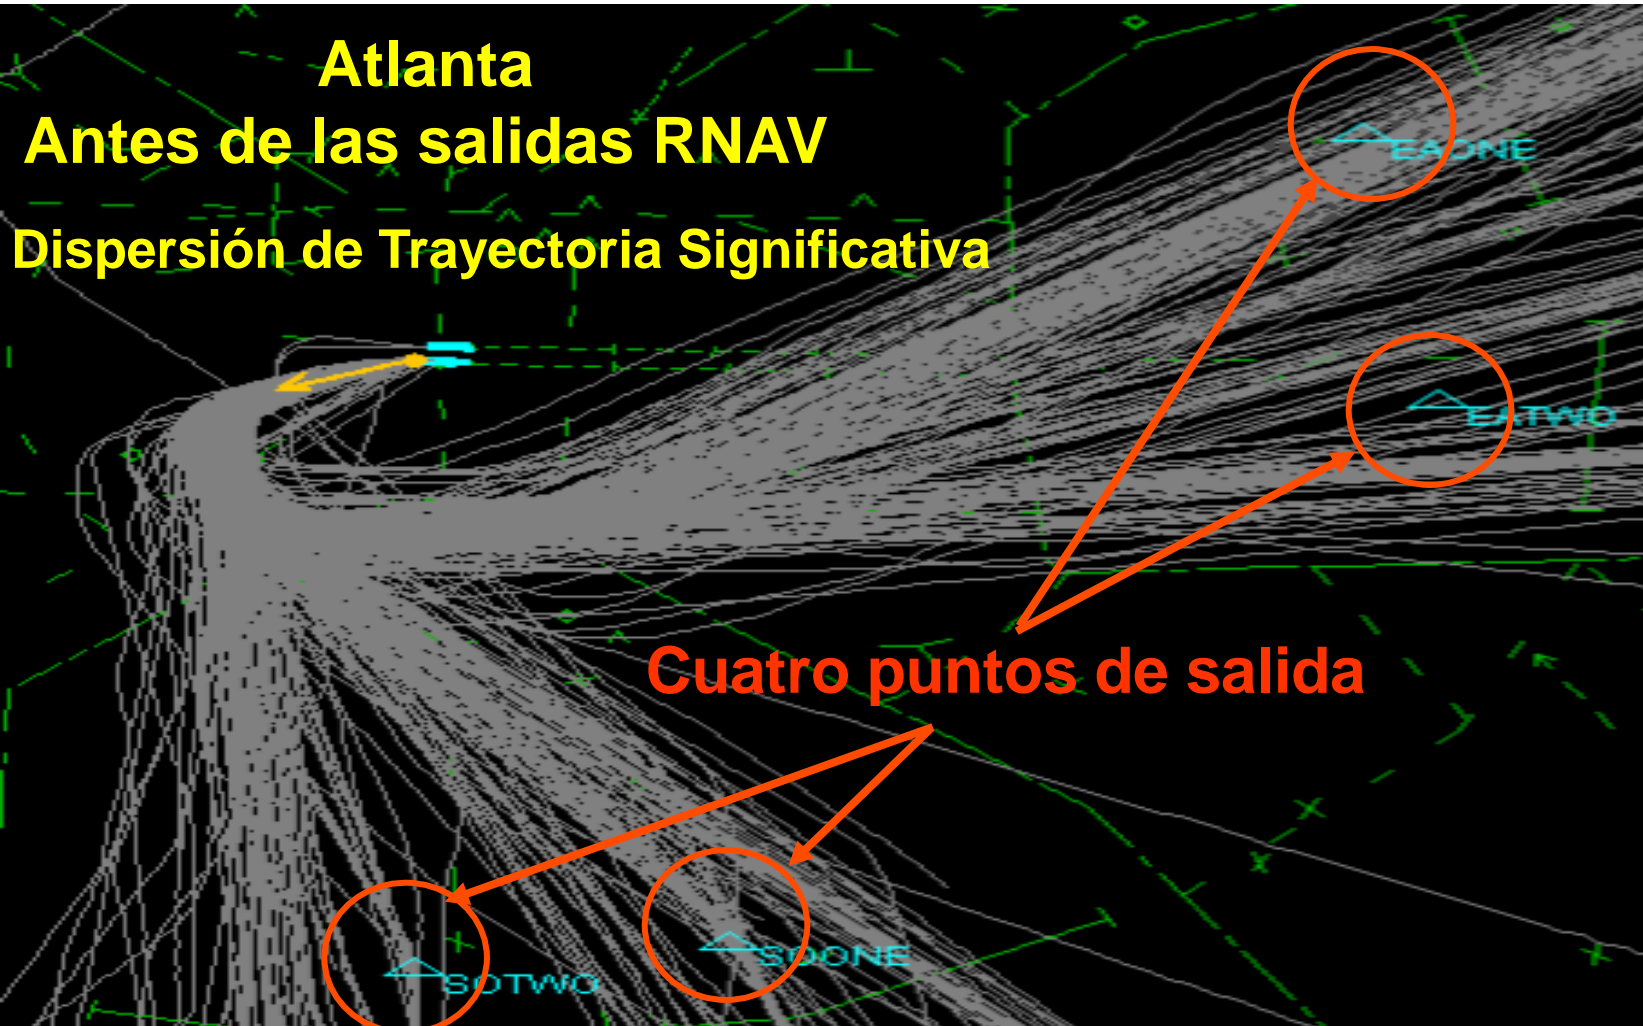 Atlanta
Antes de las salidas RNAV
Dispersión de Trayectoria Significativa
EAONE
EATWO
Cuatro puntos de salida
SOONE
SOTWO